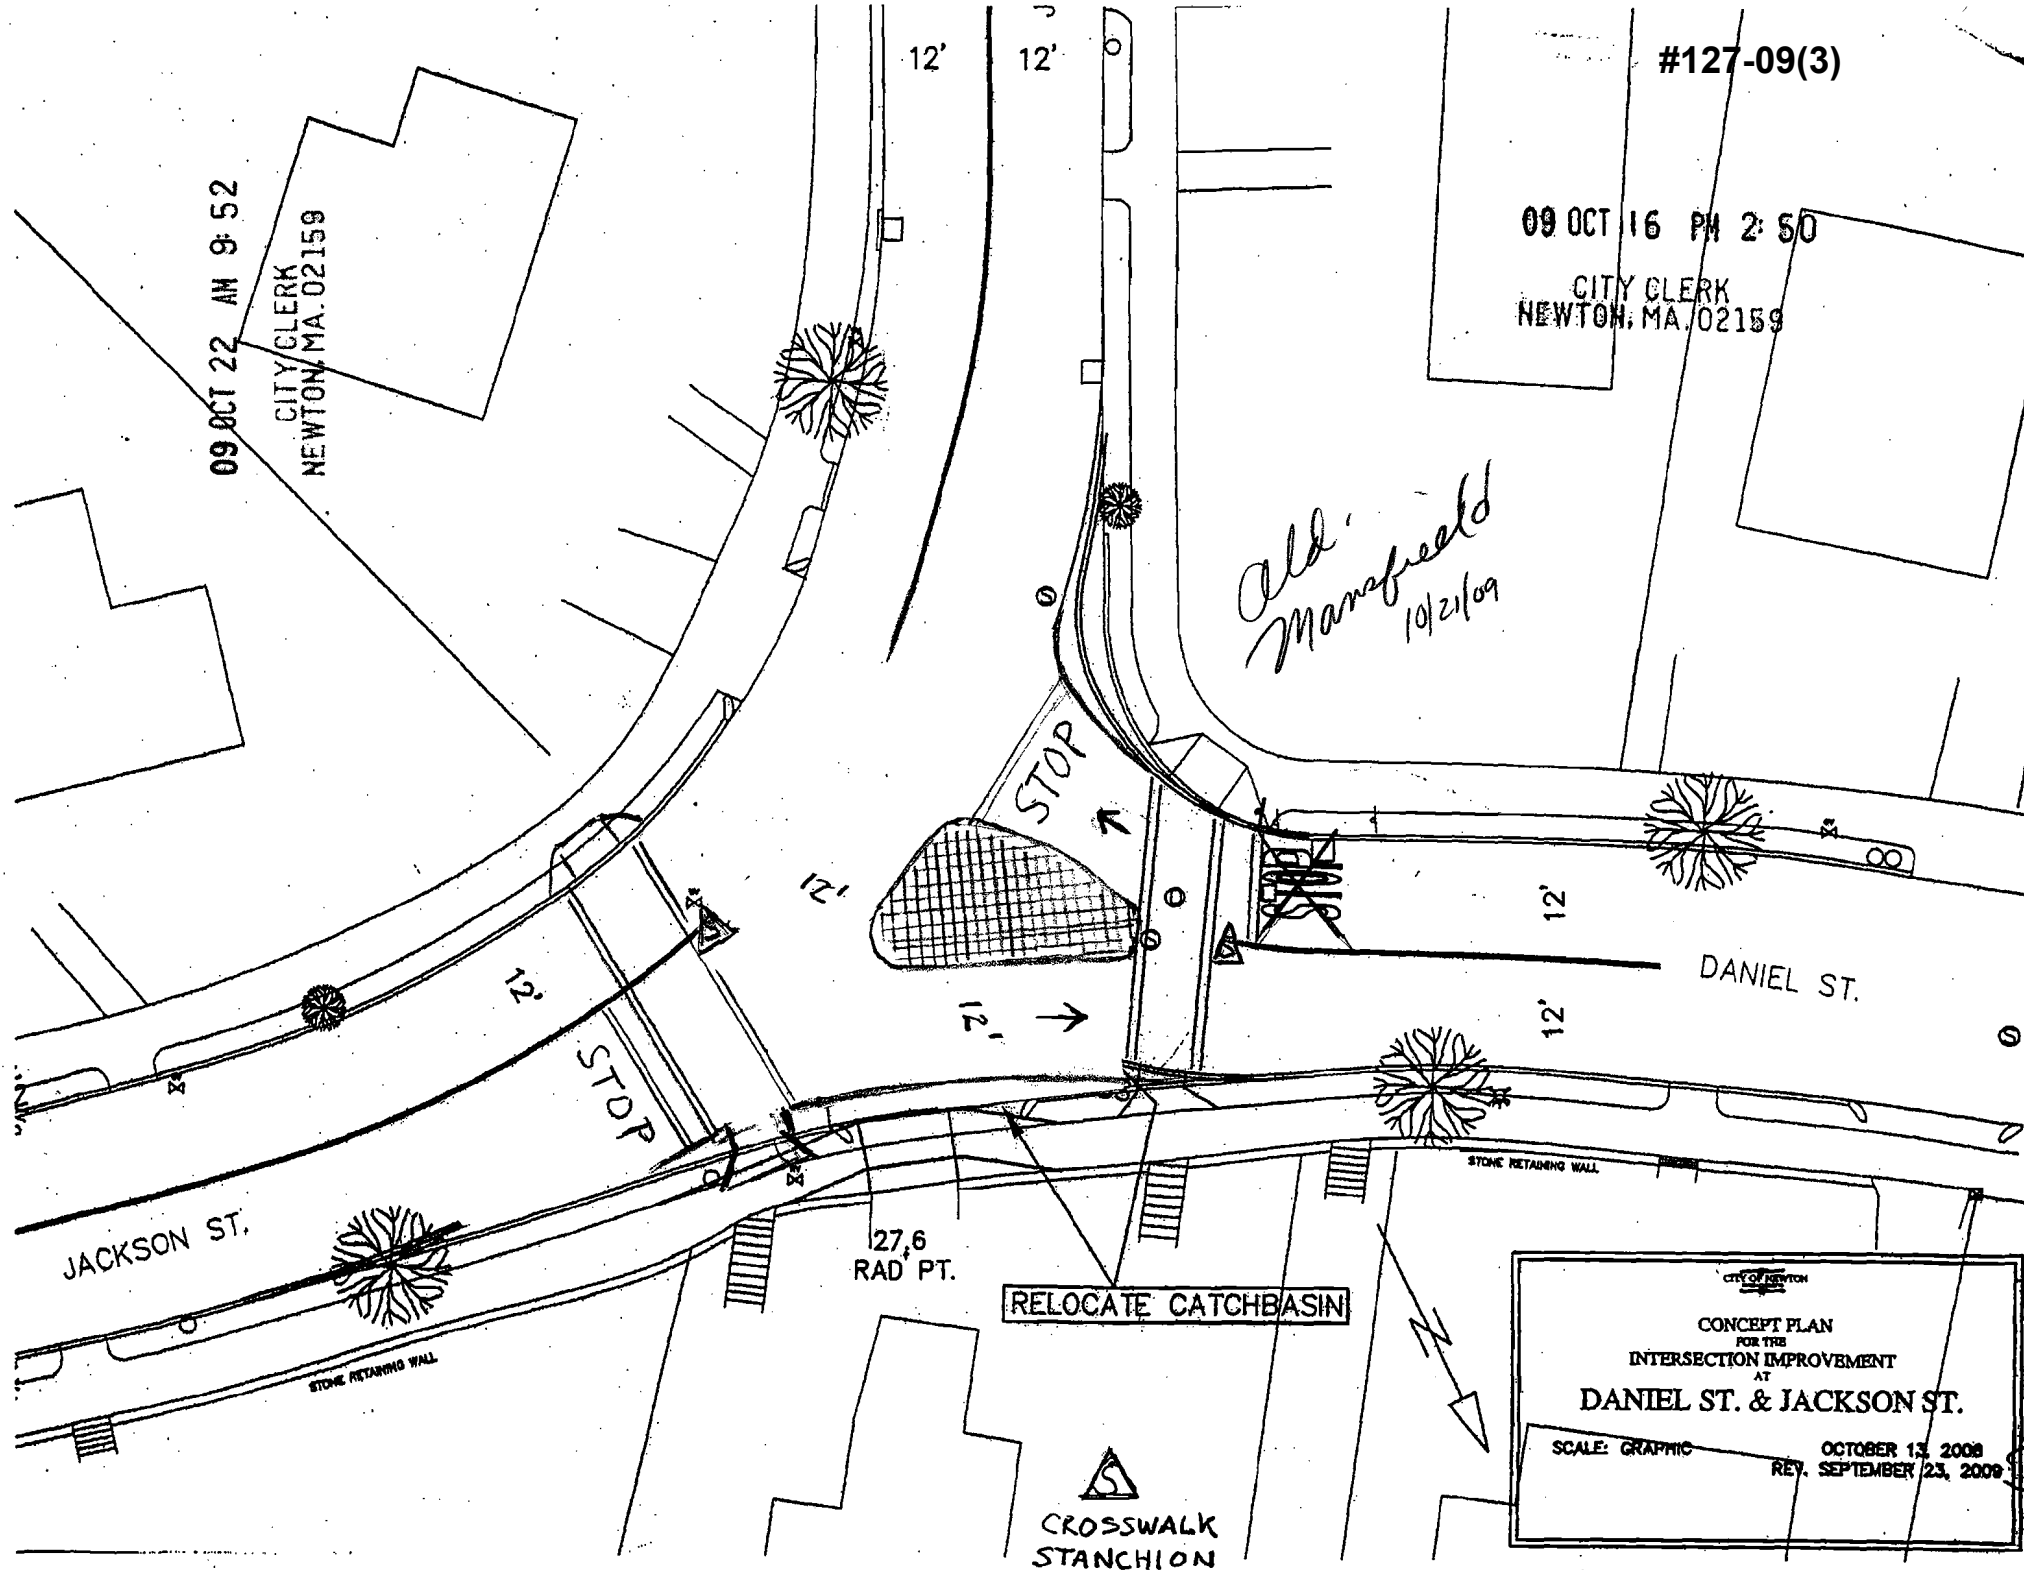 12'
12'
#127-09(3)
09 OCT 22 AM 9:52
CITY CLERK
NEWTON, MA. 02159
09 OCT 16 PM 2:50
CITY CLERK
NEWTON, MA. 02159
Ald.
Mansfield
10/21/09
STOP
12'
12'
12'
12'
12'
DANIEL ST.
STOP
JACKSON ST.
STONE RETAINING WALL
STONE RETAINING WALL
27.6
RAD PT.
RELOCATE CATCHBASIN
S
CROSSWALK
STANCHION
CITY OF NEWTON
CONCEPT PLAN
FOR THE
INTERSECTION IMPROVEMENT
AT
DANIEL ST. & JACKSON ST.
SCALE: GRAPHIC
OCTOBER 13, 2008
REV. SEPTEMBER 23, 2009